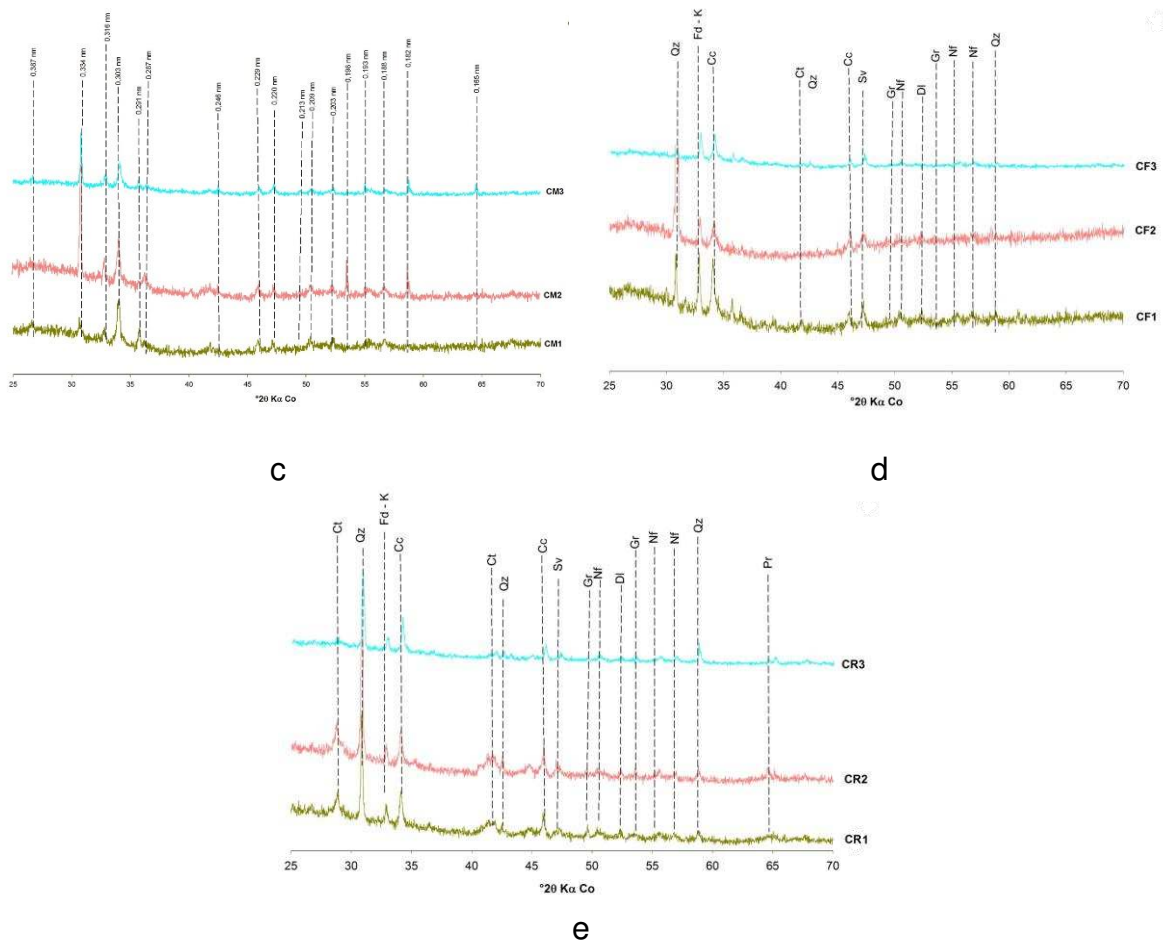 0,387 nm
0,334 nm
0,316 nm
0,303 nm
0,291 nm
0,287 nm
0,246 nm
0,229 nm
0,220 nm
0,213 nm
0,209 nm
0,203 nm
0,198 nm
0,193 nm
0,188 nm
0,182 nm
0,165 nm
CM3
CM2
CM1
25 30 35 40 45 50 55 60 65 70
°2θ Kα Co
c
Qz
Fd - K
Cc
Ct
Qz
Cc
Sv
Gr
Nf
Dl
Gr
Nf
Nf
Qz
CF3
CF2
CF1
25 30 35 40 45 50 55 60 65 70
°2θ Kα Co
d
Ct
Qz
Fd - K
Cc
Ct
Qz
Cc
Sv
Gr
Nf
Dl
Gr
Nf
Nf
Qz
Pr
CR3
CR2
CR1
25 30 35 40 45 50 55 60 65 70
°2θ Kα Co
e